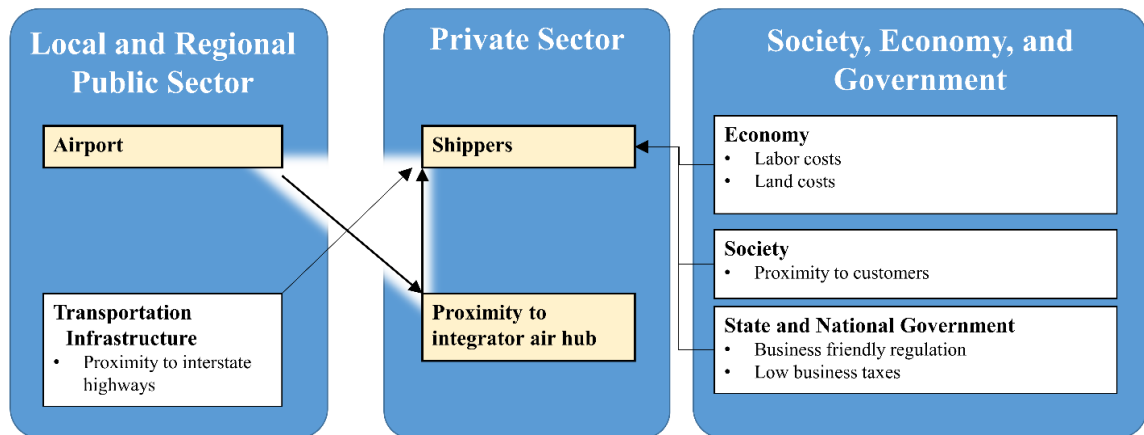 Local and Regional
Public Sector
Airport
Transportation
Infrastructure
• Proximity to interstate
highways
Private Sector
Shippers
Proximity to
integrator air hub
Society, Economy, and
Government
Economy
• Labor costs
• Land costs
Society
• Proximity to customers
State and National Government
• Business friendly regulation
• Low business taxes